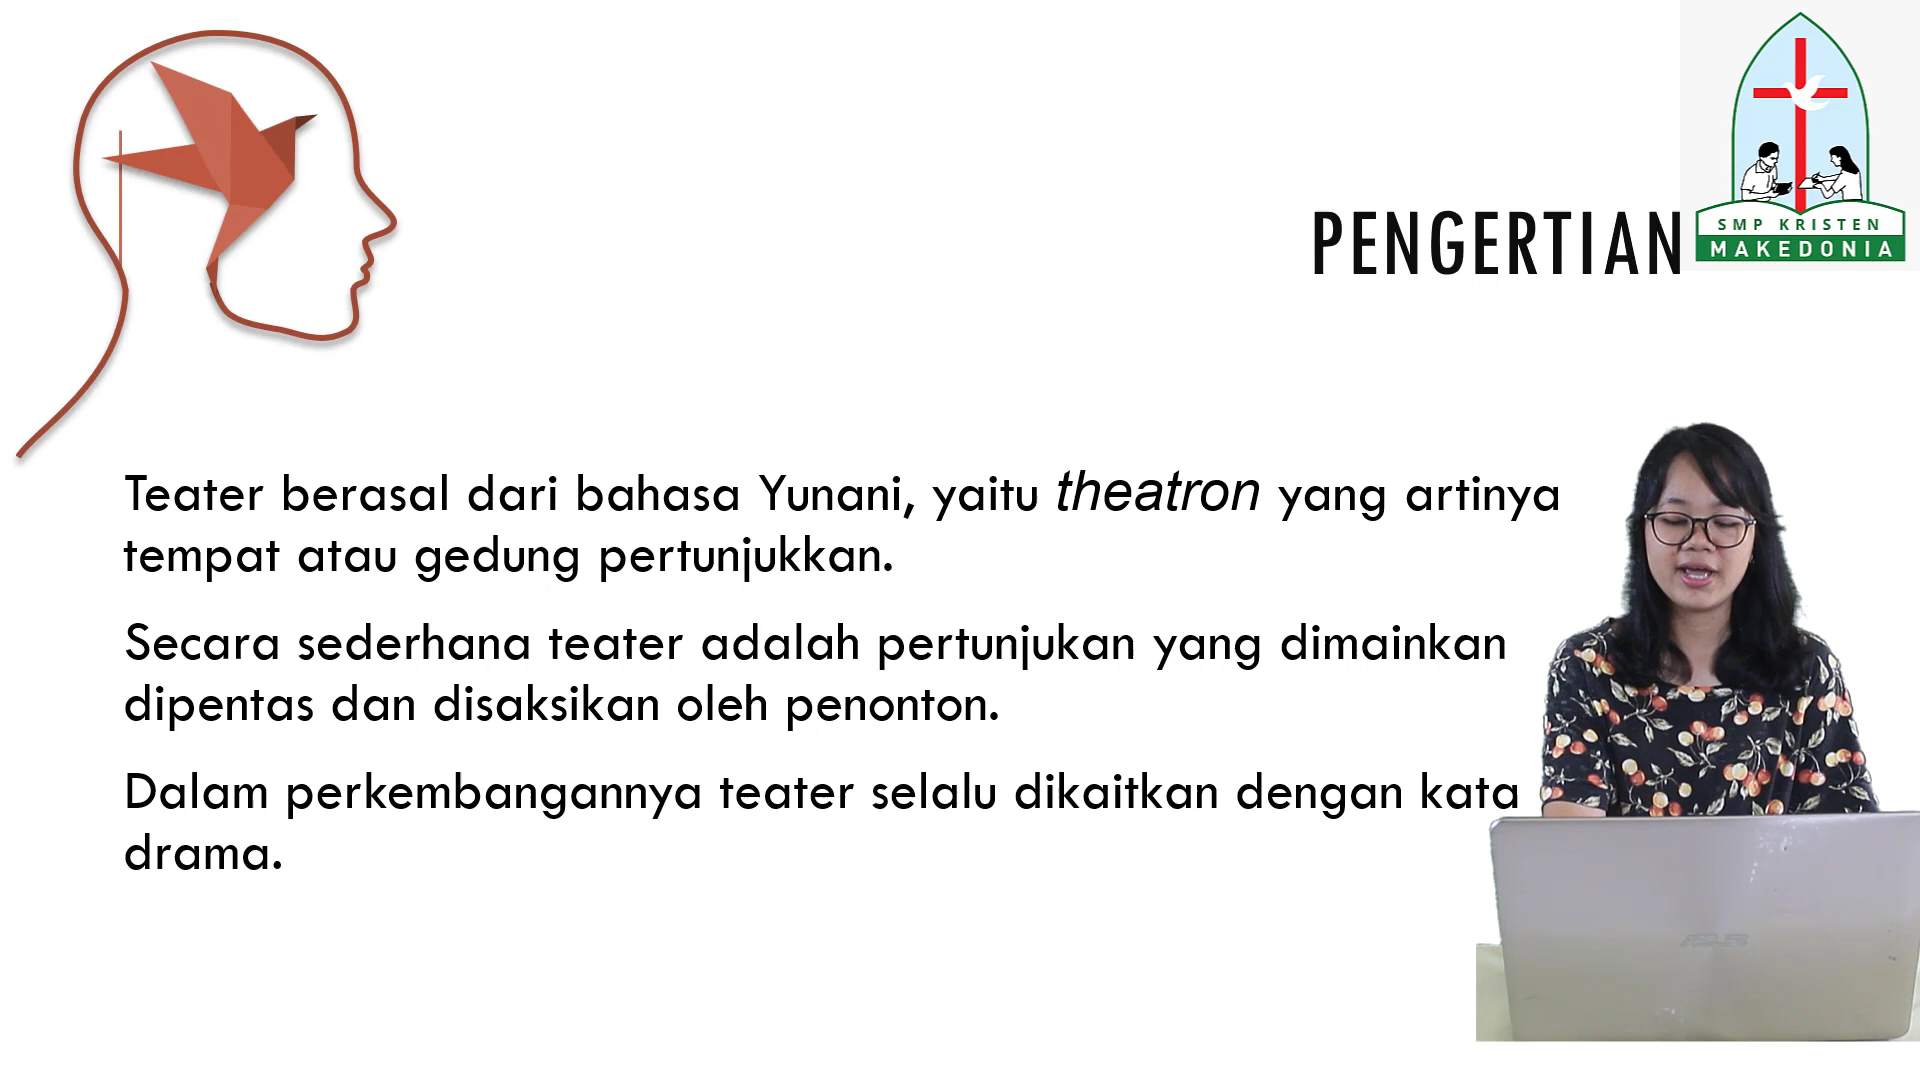 SMP KRISTEN
MAKEDONIA
PENGERTIAN
Teater berasal dari bahasa Yunani, yaitu theatron yang artinya
tempat atau gedung pertunjukkan.
Secara sederhana teater adalah pertunjukan yang dimainkan
dipentas dan disaksikan oleh penonton.
Dalam perkembangannya teater selalu dikaitkan dengan kata
drama.
ASUS